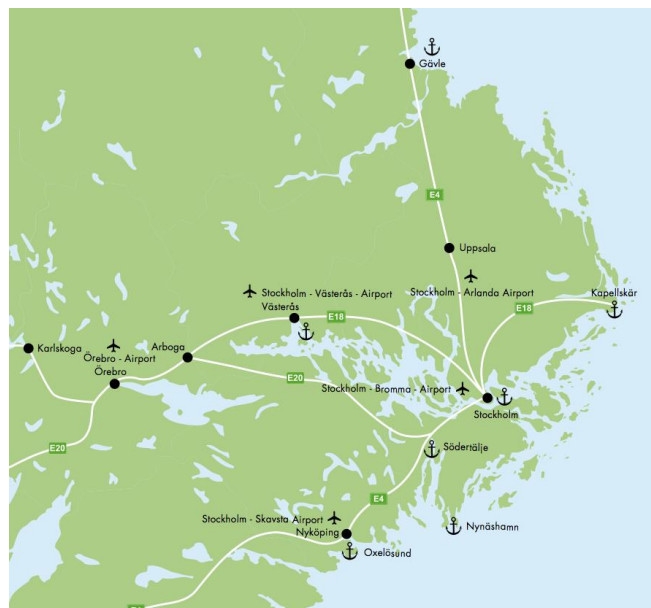 Gävle
E4
Uppsala
Stockholm - Västerås - Airport
Västerås
Stockholm - Arlanda Airport
Kapellskär
E18
E18
Karlskoga
Örebro - Airport
Örebro
Arboga
E20
Stockholm - Bromma - Airport
Stockholm
E20
Södertälje
E4
Stockholm - Skavsta Airport
Nyköping
Nynäshamn
Oxelösund